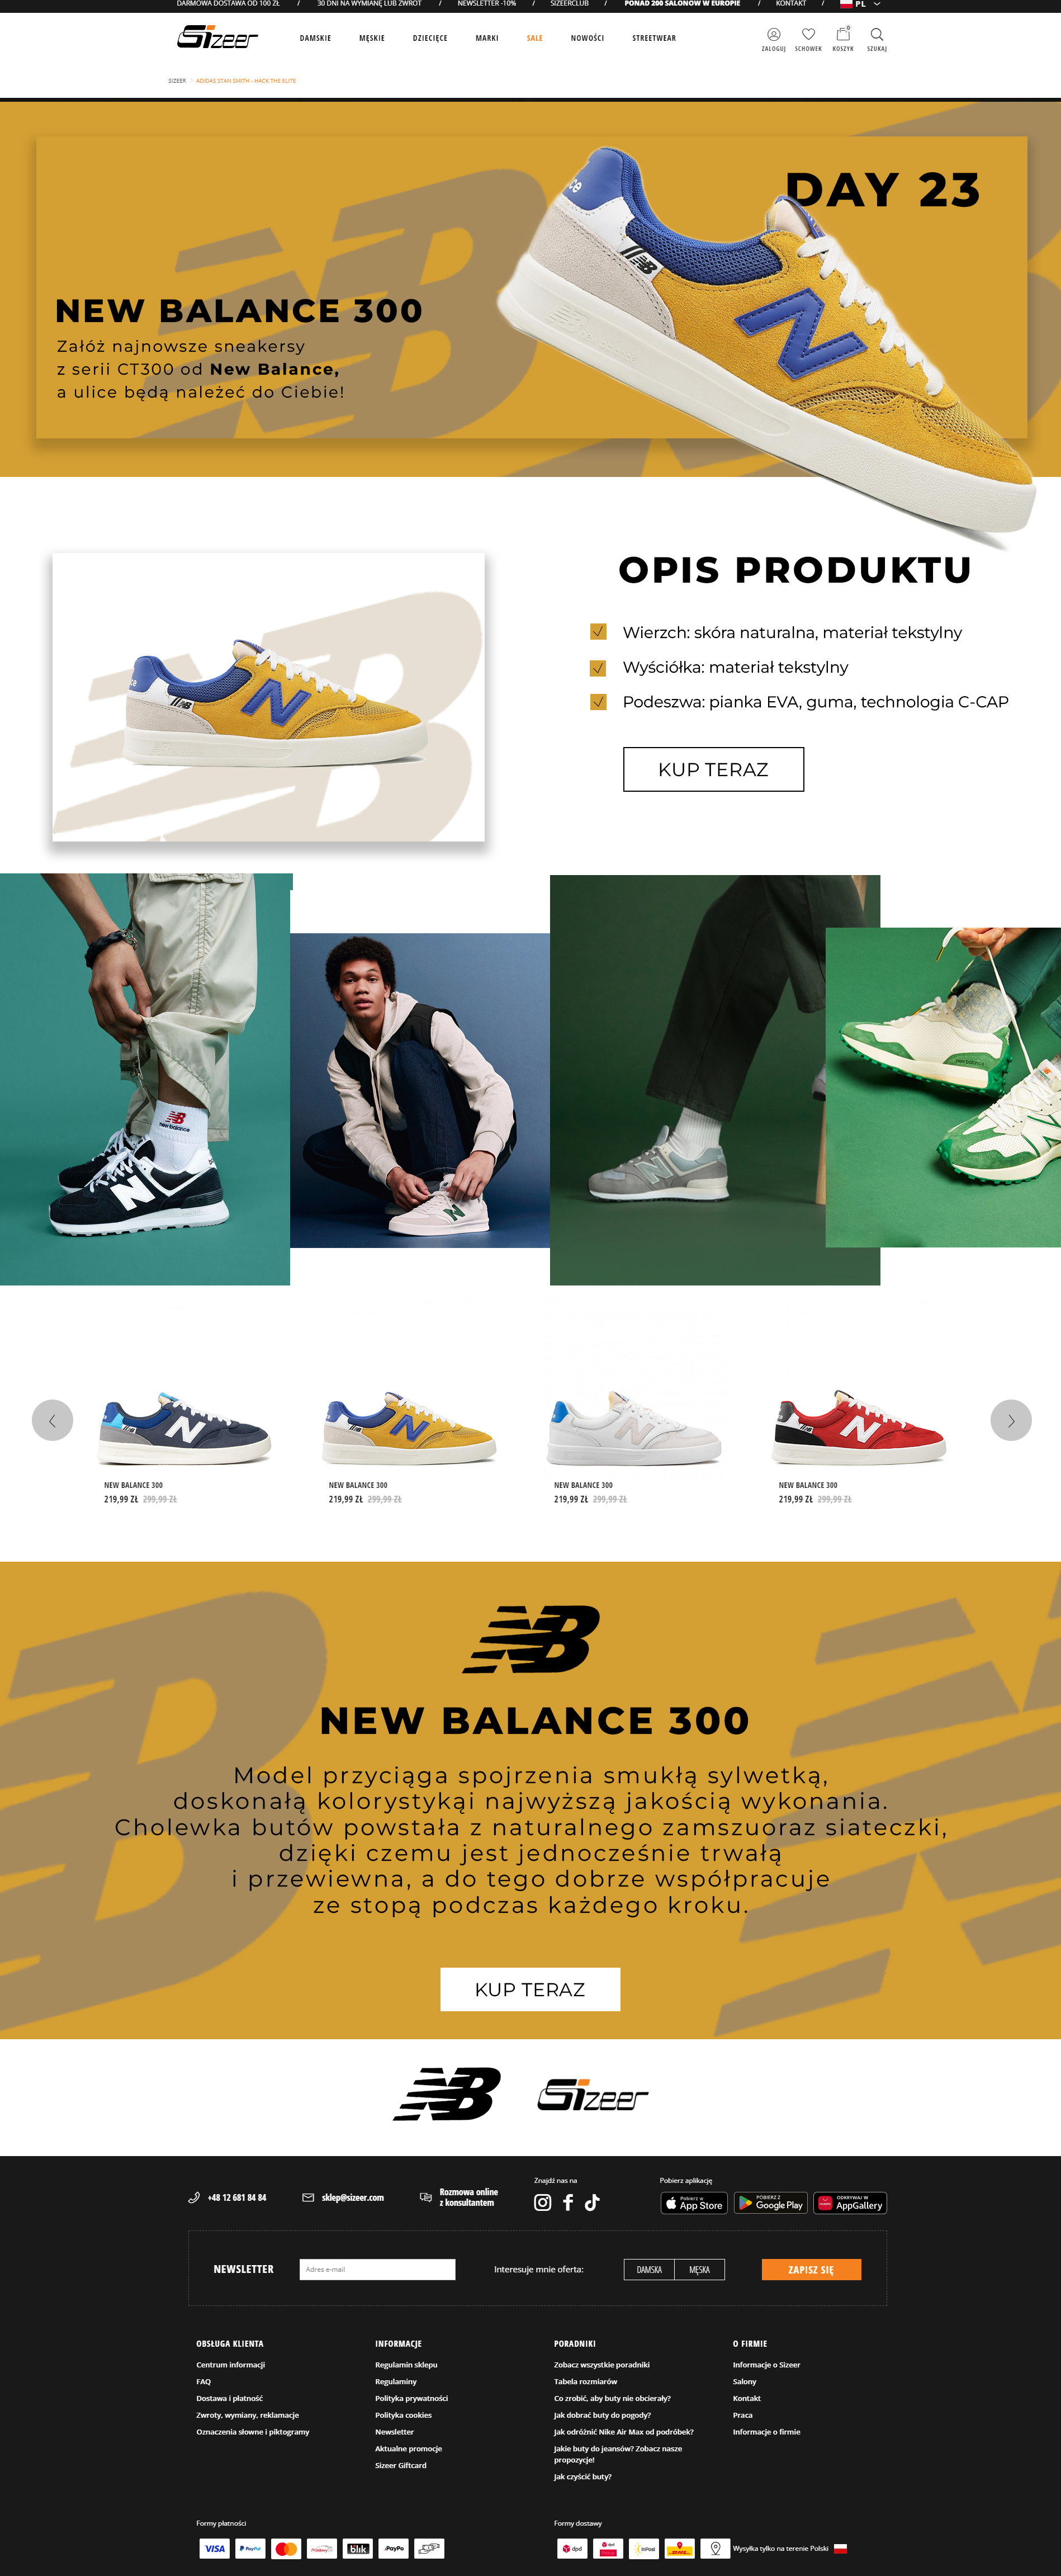 DARMOWA DOSTAWA OD 100 ZŁ / 30 DNI NA WYMIANĘ LUB ZWROT / NEWSLETTER -10% / SIZEERCLUB / PONAD 200 SALONÓW W EUROPIE / KONTAKT / PL
Sizeer
DAMSKIE MĘSKIE DZIECIĘCE MARKI SALE NOWOŚCI STREETWEAR
0
ZALOGUJ SCHOWEK KOSZYK SZUKAJ
SIZEER ADIDAS STAN SMITH - HACK THE ELITE
DAY 23
NEW BALANCE 300
Załóż najnowsze sneakersy
z serii CT300 od New Balance,
a ulice będą należeć do Ciebie!
OPIS PRODUKTU
Wierzch: skóra naturalna, materiał tekstylny
Wyściółka: materiał tekstylny
Podeszwa: pianka EVA, guma, technologia C-CAP
KUP TERAZ
new balance
NEW BALANCE 300
219,99 ZŁ 299,99 ZŁ
NEW BALANCE 300
219,99 ZŁ 299,99 ZŁ
NEW BALANCE 300
219,99 ZŁ 299,99 ZŁ
NEW BALANCE 300
219,99 ZŁ 299,99 ZŁ
NB
NEW BALANCE 300
Model przyciąga spojrzenia smukłą sylwetką,
doskonałą kolorystykąi najwyższą jakością wykonania.
Cholewka butów powstała z naturalnego zamszuoraz siateczki,
dzięki czemu jest jednocześnie trwałą
i przewiewna, a do tego dobrze współpracuje
ze stopą podczas każdego kroku.
KUP TERAZ
NB Sizeer
+48 12 681 84 84
sklep@sizeer.com
Rozmowa online
z konsultantem
Znajdź nas na
Pobierz aplikację
Pobierz w
App Store
POBIERZ Z
Google Play
ODKRYWAJ W
AppGallery
NEWSLETTER
Adres e-mail
Interesuje mnie oferta:
DAMSKA MĘSKA
ZAPISZ SIĘ
OBSŁUGA KLIENTA
Centrum informacji
FAQ
Dostawa i płatność
Zwroty, wymiany, reklamacje
Oznaczenia słowne i piktogramy
INFORMACJE
Regulamin sklepu
Regulaminy
Polityka prywatności
Polityka cookies
Newsletter
Aktualne promocje
Sizeer Giftcard
PORADNIKI
Zobacz wszystkie poradniki
Tabela rozmiarów
Co zrobić, aby buty nie obcierały?
Jak dobrać buty do pogody?
Jak odróżnić Nike Air Max od podróbek?
Jakie buty do jeansów? Zobacz nasze
propozycje!
Jak czyścić buty?
O FIRMIE
Informacje o Sizeer
Salony
Kontakt
Praca
Informacje o firmie
Formy płatności
VISA PayPal mastercard blik PayPo
Formy dostawy
dpd dpd InPost
Wysyłka tylko na terenie Polski